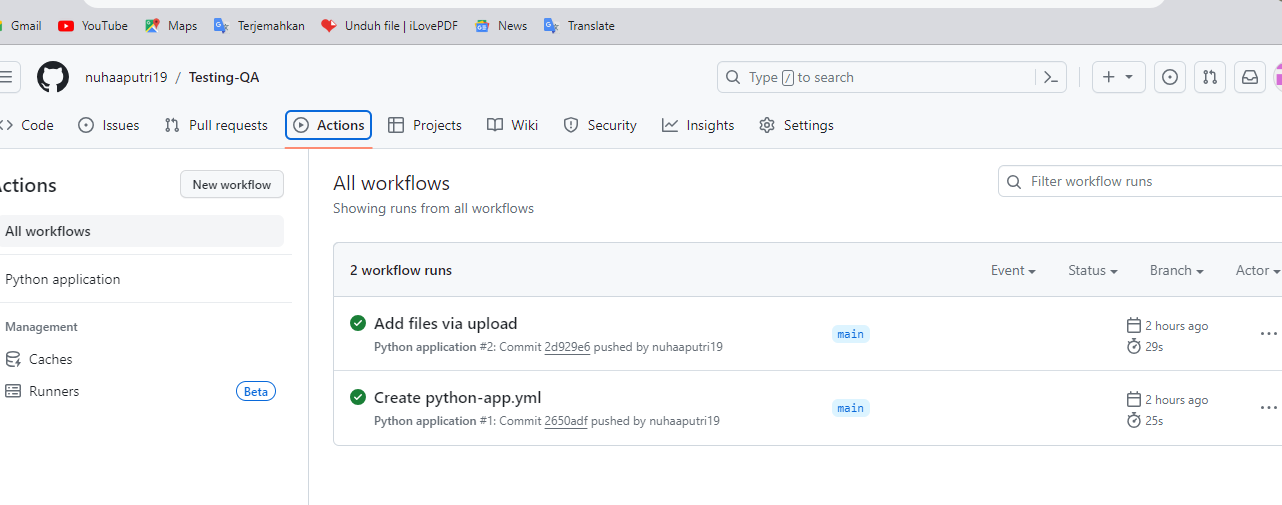 Gmail YouTube Maps Terjemahkan Unduh file | iLovePDF News Translate
nuhaaputri19 / Testing-QA Type / to search
Code Issues Pull requests Actions Projects Wiki Security Insights Settings
Actions New workflow
All workflows
Python application
Management
Caches
Runners Beta
All workflows Filter workflow runs
Showing runs from all workflows
2 workflow runs Event Status Branch Actor
Add files via upload main 2 hours ago
Python application #2: Commit 2d929e6 pushed by nuhaaputri19 29s
Create python-app.yml main 2 hours ago
Python application #1: Commit 2650adf pushed by nuhaaputri19 25s